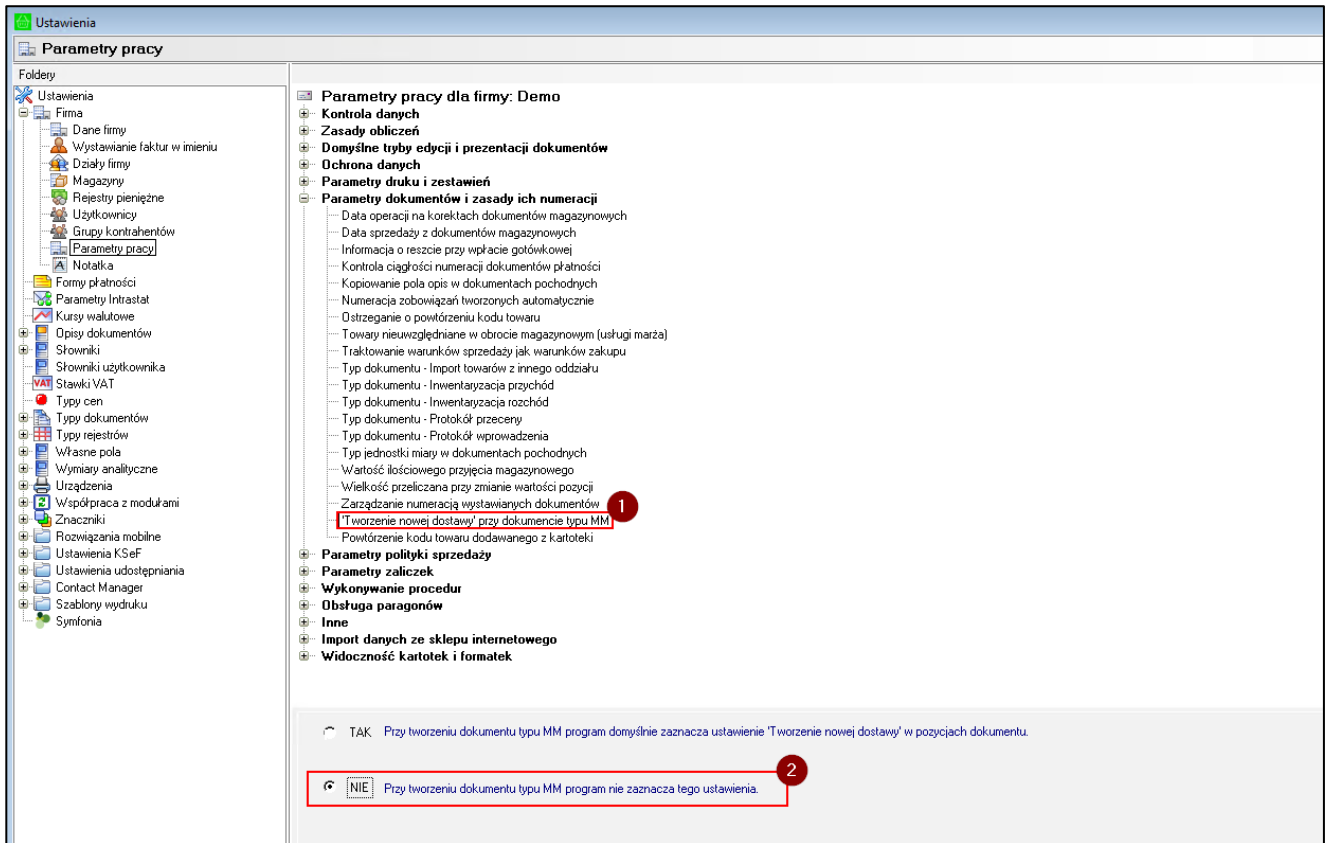 Ustawienia
Parametry pracy
Foldery
Ustawienia
Firma
Dane firmy
Wystawianie faktur w imieniu
Działy firmy
Magazyny
Rejestry pieniężne
Użytkownicy
Grupy kontrahentów
Parametry pracy
A Notatka
Formy płatności
Parametry Intrastat
Kursy walutowe
Opisy dokumentów
Słowniki
Słowniki użytkownika
VAT Stawki VAT
Typy cen
Typy dokumentów
Typy rejestrów
Własne pola
Wymiary analityczne
Urządzenia
Współpraca z modułami
Znaczniki
Rozwiązania mobilne
Ustawienia KSeF
Ustawienia udostępniania
Contact Manager
Szablony wydruku
Symfonia
Parametry pracy dla firmy: Demo
Kontrola danych
Zasady obliczeń
Domyślne tryby edycji i prezentacji dokumentów
Ochrona danych
Parametry druku i zestawień
Parametry dokumentów i zasady ich numeracji
Data operacji na korektach dokumentów magazynowych
Data sprzedaży z dokumentów magazynowych
Informacja o reszcie przy wpłacie gotówkowej
Kontrola ciągłości numeracji dokumentów płatności
Kopiowanie pola opis w dokumentach pochodnych
Numeracja zobowiązań tworzonych automatycznie
Ostrzeganie o powtórzeniu kodu towaru
Towary nieuwzględniane w obrocie magazynowym (usługi marża)
Traktowanie warunków sprzedaży jak warunków zakupu
Typ dokumentu - Import towarów z innego oddziału
Typ dokumentu - Inwentaryzacja przychód
Typ dokumentu - Inwentaryzacja rozchód
Typ dokumentu - Protokół przeceny
Typ dokumentu - Protokół wprowadzenia
Typ jednostki miary w dokumentach pochodnych
Wartość ilościowego przyjęcia magazynowego
Wielkość przeliczana przy zmianie wartości pozycji
Zarządzanie numeracją wystawianych dokumentów
1
'Tworzenie nowej dostawy' przy dokumencie typu MM
Powtórzenie kodu towaru dodawanego z kartoteki
Parametry polityki sprzedaży
Parametry zaliczek
Wykonywanie procedur
Obsługa paragonów
Inne
Import danych ze sklepu internetowego
Widoczność kartotek i formatek
TAK Przy tworzeniu dokumentu typu MM program domyślnie zaznacza ustawienie 'Tworzenie nowej dostawy' w pozycjach dokumentu.
2
NIE Przy tworzeniu dokumentu typu MM program nie zaznacza tego ustawienia.